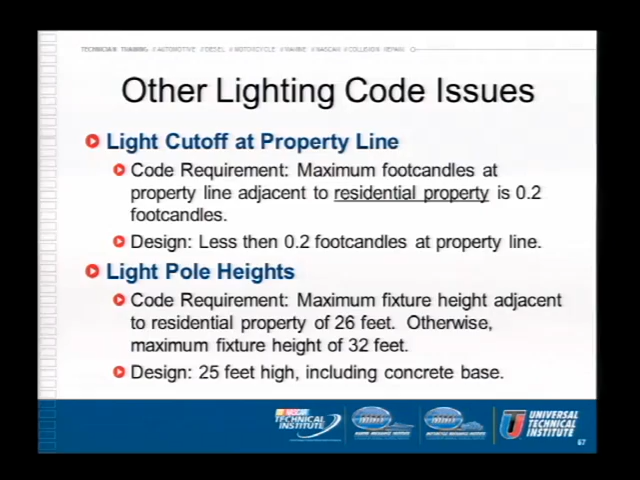 TECHNICIAN TRAINING // AUTOMOTIVE // DIESEL // MOTORCYCLE // MARINE // NASCAR // COLLISION REPAIR
Other Lighting Code Issues
Light Cutoff at Property Line
Code Requirement: Maximum footcandles at
property line adjacent to residential property is 0.2
footcandles.
Design: Less then 0.2 footcandles at property line.
Light Pole Heights
Code Requirement: Maximum fixture height adjacent
to residential property of 26 feet. Otherwise,
maximum fixture height of 32 feet.
Design: 25 feet high, including concrete base.
NASCAR
TECHNICAL
INSTITUTE
UNIVERSAL
TECHNICAL
INSTITUTE
67